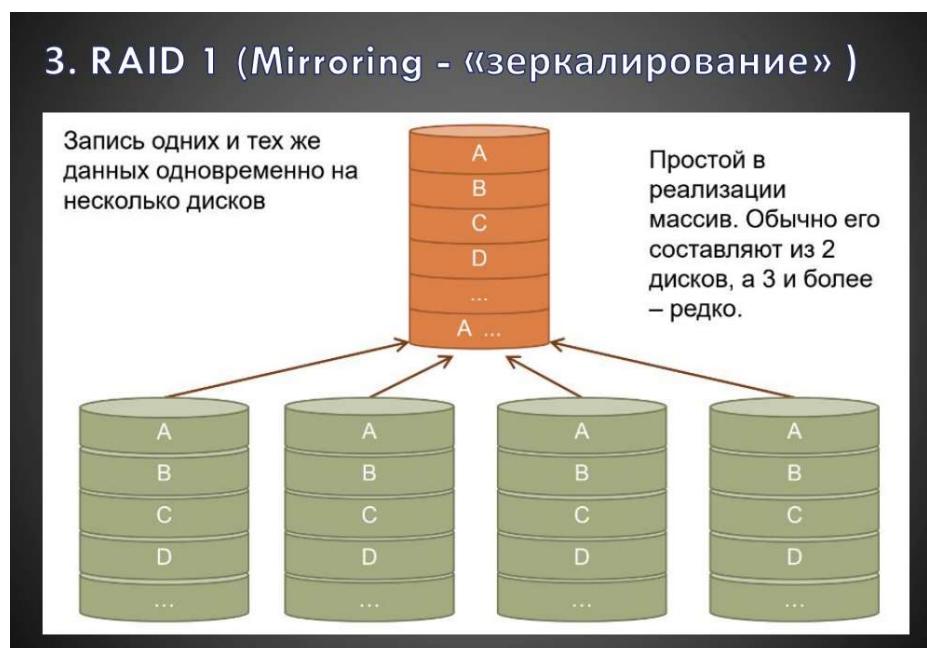 3. RAID 1 (Mirroring - «зеркалирование» )
Запись одних и тех же
данных одновременно на
несколько дисков
A
B
C
D
...
A ...
Простой в
реализации
массив. Обычно его
составляют из 2
дисков, а 3 и более
– редко.
A
B
C
D
...
A
B
C
D
...
A
B
C
D
...
A
B
C
D
...